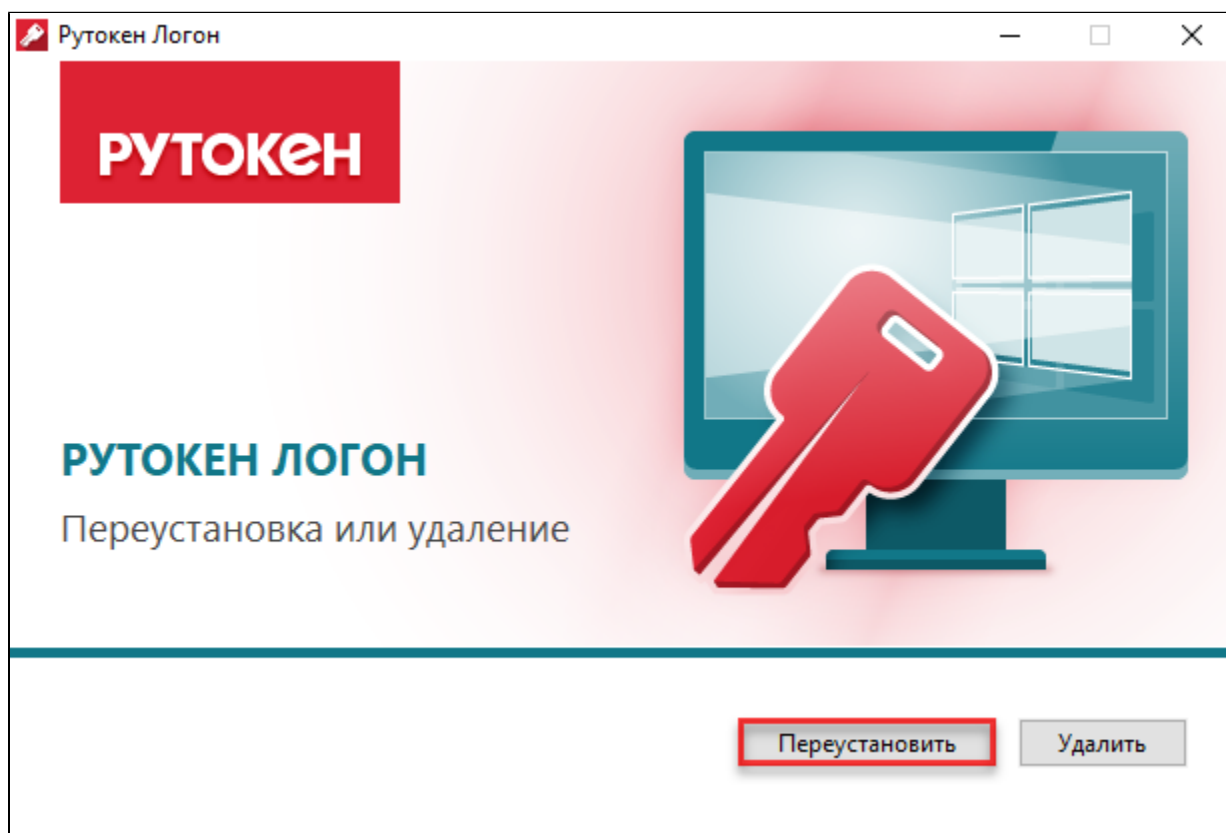 Рутокен Логон
рутокен
РУТОКЕН ЛОГОН
Переустановка или удаление
Переустановить
Удалить